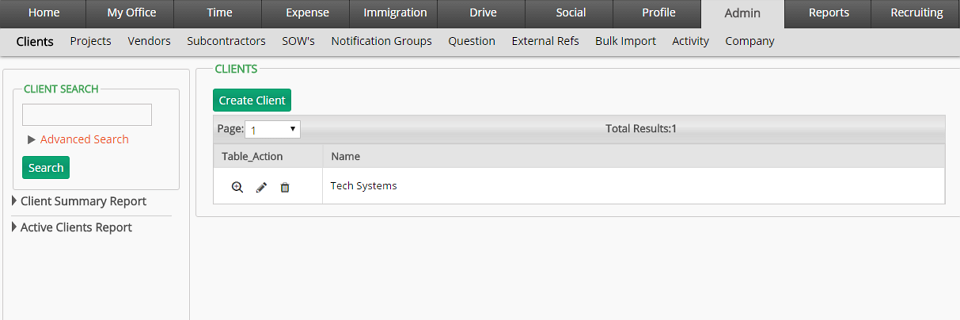 Home My Office Time Expense Immigration Drive Social Profile Admin Reports Recruiting
Clients Projects Vendors Subcontractors SOW's Notification Groups Question External Refs Bulk Import Activity Company
CLIENT SEARCH
Advanced Search
Search
Client Summary Report
Active Clients Report
CLIENTS
Create Client
Page: 1 Total Results:1
Table_Action Name
Tech Systems